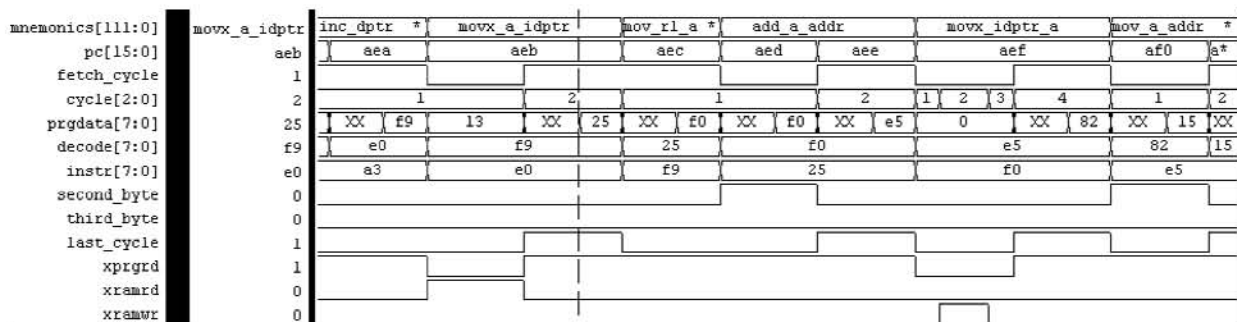 mnemonics[111:0] movx_a_idptr inc_dptr * movx_a_idptr mov_r1_a * add_a_addr movx_idptr_a mov_a_addr *
pc[15:0] aeb aea aeb aec aed aee aef af0 a*
fetch_cycle 1
cycle[2:0] 2 1 2 1 2 1 2 3 4 1 2
prgdata[7:0] 25 XX f9 13 XX 25 XX f0 XX f0 XX e5 0 XX 82 XX 15 XX
decode[7:0] f9 e0 f9 25 f0 e5 82 15
instr[7:0] e0 a3 e0 f9 25 f0 e5
second_byte 0
third_byte 0
last_cycle 1
xprgrd 1
xramrd 0
xramwr 0